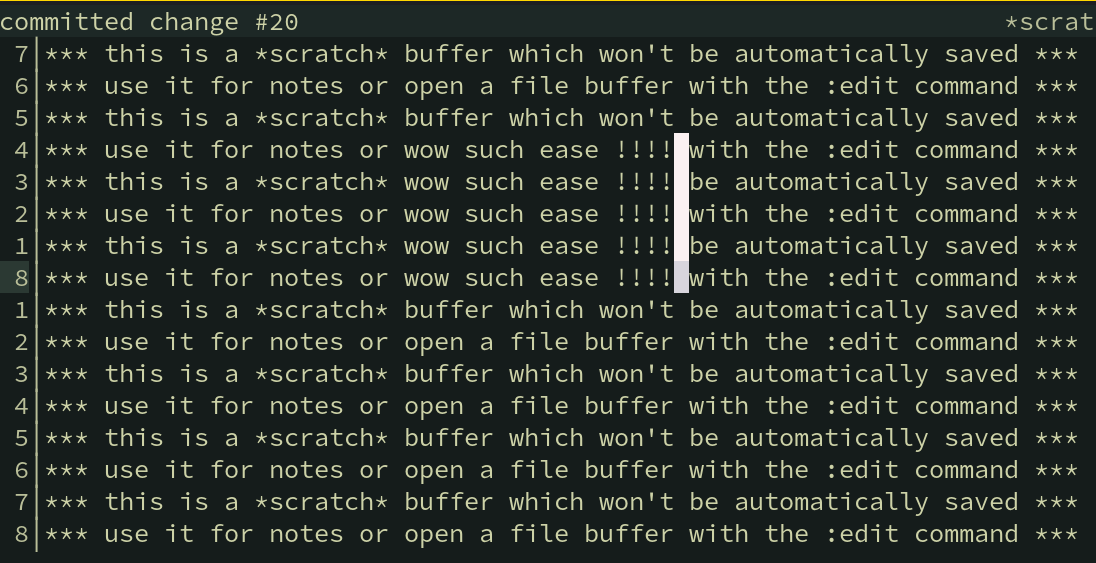 committed change #20 *scrat
7 *** this is a *scratch* buffer which won't be automatically saved ***
6 *** use it for notes or open a file buffer with the :edit command ***
5 *** this is a *scratch* buffer which won't be automatically saved ***
4 *** use it for notes or wow such ease !!!! with the :edit command ***
3 *** this is a *scratch* wow such ease !!!! be automatically saved ***
2 *** use it for notes or wow such ease !!!! with the :edit command ***
1 *** this is a *scratch* wow such ease !!!! be automatically saved ***
8 *** use it for notes or wow such ease !!!! with the :edit command ***
1 *** this is a *scratch* buffer which won't be automatically saved ***
2 *** use it for notes or open a file buffer with the :edit command ***
3 *** this is a *scratch* buffer which won't be automatically saved ***
4 *** use it for notes or open a file buffer with the :edit command ***
5 *** this is a *scratch* buffer which won't be automatically saved ***
6 *** use it for notes or open a file buffer with the :edit command ***
7 *** this is a *scratch* buffer which won't be automatically saved ***
8 *** use it for notes or open a file buffer with the :edit command ***